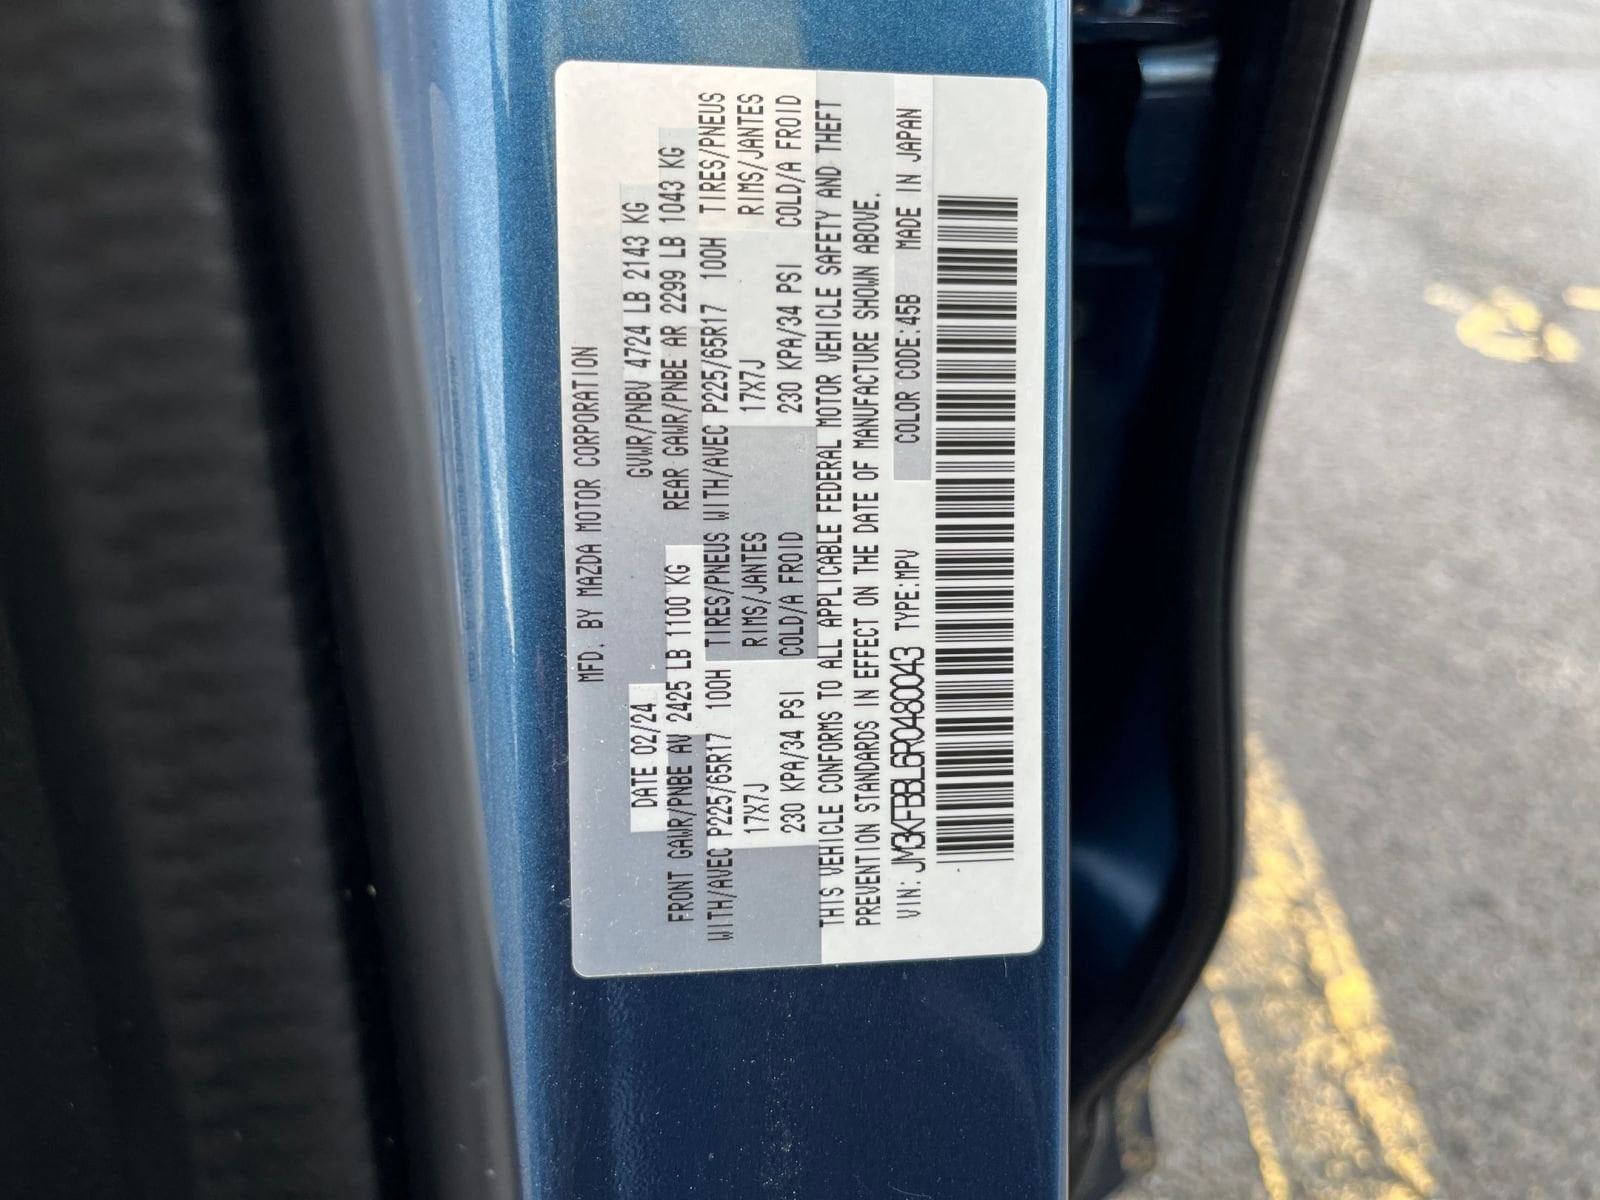 MFD. BY MAZDA MOTOR CORPORATION
DATE 02/24 GVWR/PNBV 4724 LB 2143 KG
FRONT GAWR/PNBE AV 2425 LB 1100 KG REAR GAWR/PNBE AR 2299 LB 1043 KG
WITH/AVEC P225/65R17 100H TIRES/PNEUS WITH/AVEC P225/65R17 100H TIRES/PNEUS
17X7J RIMS/JANTES 17X7J RIMS/JANTES
230 KPA/34 PSI COLD/A FROID 230 KPA/34 PSI COLD/A FROID
THIS VEHICLE CONFORMS TO ALL APPLICABLE FEDERAL MOTOR VEHICLE SAFETY AND THEFT
PREVENTION STANDARDS IN EFFECT ON THE DATE OF MANUFACTURE SHOWN ABOVE.
VIN: JM3KFBBL6R0480043 TYPE:MPV COLOR CODE:45B MADE IN JAPAN